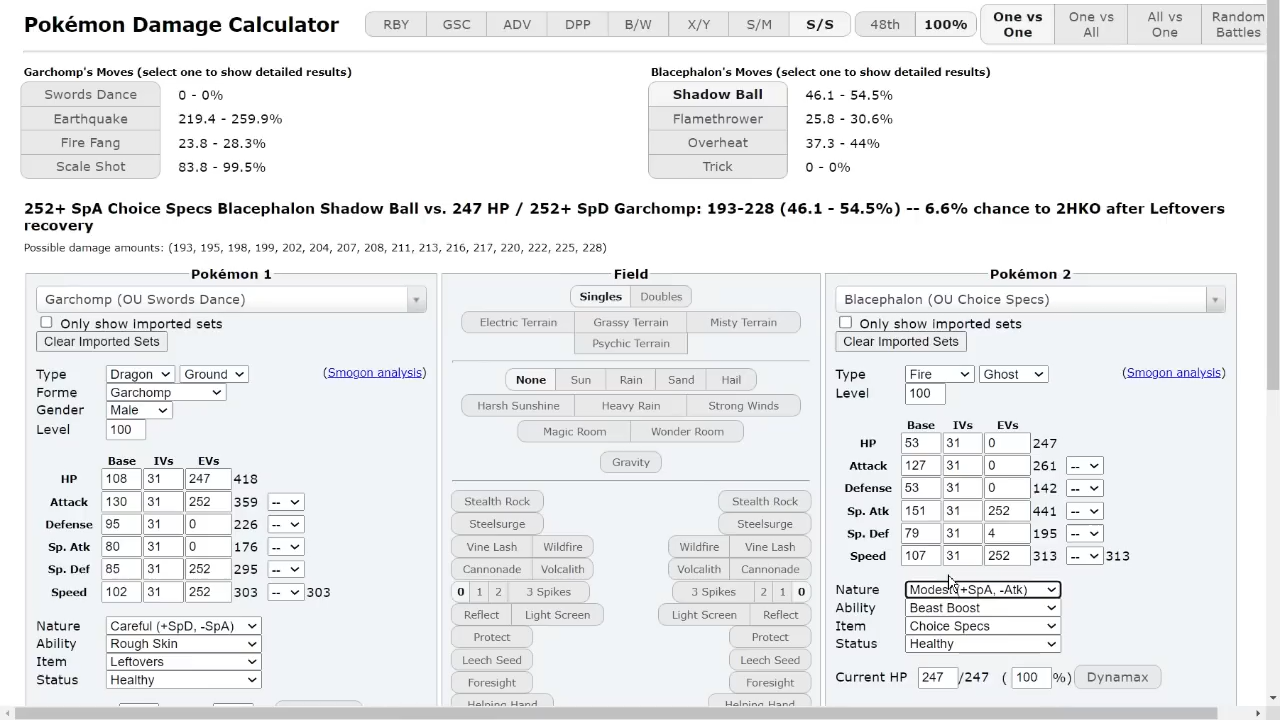 Pokémon Damage Calculator
RBY GSC ADV DPP B/W X/Y S/M S/S 48th 100% One vs One One vs All All vs One Random Battles
Garchomp's Moves (select one to show detailed results)
Swords Dance 0 - 0%
Earthquake 219.4 - 259.9%
Fire Fang 23.8 - 28.3%
Scale Shot 83.8 - 99.5%
Blacephalon's Moves (select one to show detailed results)
Shadow Ball 46.1 - 54.5%
Flamethrower 25.8 - 30.6%
Overheat 37.3 - 44%
Trick 0 - 0%
252+ SpA Choice Specs Blacephalon Shadow Ball vs. 247 HP / 252+ SpD Garchomp: 193-228 (46.1 - 54.5%) -- 6.6% chance to 2HKO after Leftovers
recovery
Possible damage amounts: (193, 195, 198, 199, 202, 204, 207, 208, 211, 213, 216, 217, 220, 222, 225, 228)
Pokémon 1
Garchomp (OU Swords Dance)
Only show imported sets
Clear Imported Sets
Type Dragon Ground (Smogon analysis)
Forme Garchomp
Gender Male
Level 100
Base IVs EVs
HP 108 31 247 418
Attack 130 31 252 359 --
Defense 95 31 0 226 --
Sp. Atk 80 31 0 176 --
Sp. Def 85 31 252 295 --
Speed 102 31 252 303 -- 303
Nature Careful (+SpD, -SpA)
Ability Rough Skin
Item Leftovers
Status Healthy
Field
Singles Doubles
Electric Terrain Grassy Terrain Misty Terrain
Psychic Terrain
None Sun Rain Sand Hail
Harsh Sunshine Heavy Rain Strong Winds
Magic Room Wonder Room
Gravity
Stealth Rock Stealth Rock
Steelsurge Steelsurge
Vine Lash Wildfire Wildfire Vine Lash
Cannonade Volcalith Volcalith Cannonade
0 1 2 3 Spikes 3 Spikes 2 1 0
Reflect Light Screen Light Screen Reflect
Protect Protect
Leech Seed Leech Seed
Foresight Foresight
Helping Hand Helping Hand
Pokémon 2
Blacephalon (OU Choice Specs)
Only show imported sets
Clear Imported Sets
Type Fire Ghost (Smogon analysis)
Level 100
Base IVs EVs
HP 53 31 0 247
Attack 127 31 0 261 --
Defense 53 31 0 142 --
Sp. Atk 151 31 252 441 --
Sp. Def 79 31 4 195 --
Speed 107 31 252 313 -- 313
Nature Modest (+SpA, -Atk)
Ability Beast Boost
Item Choice Specs
Status Healthy
Current HP 247 /247 ( 100 %) Dynamax